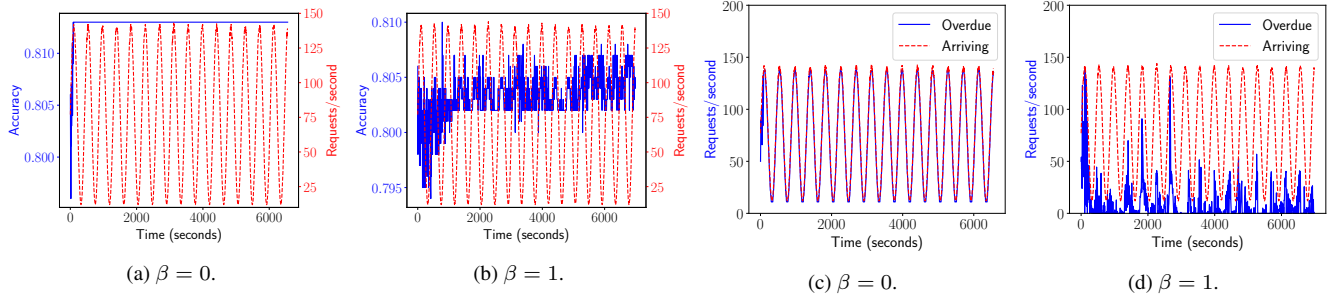 0.810
0.805
0.800
Accuracy
150
125
100
75
50
25
Requests/second
0 2000 4000 6000
Time (seconds)
(a) β = 0.
0.810
0.805
0.800
0.795
Accuracy
150
125
100
75
50
25
Requests/second
0 2000 4000 6000
Time (seconds)
(b) β = 1.
200
150
100
50
0
Requests/second
Overdue
Arriving
0 2000 4000 6000
Time (seconds)
(c) β = 0.
200
150
100
50
0
Requests/second
Overdue
Arriving
0 2000 4000 6000
Time (seconds)
(d) β = 1.